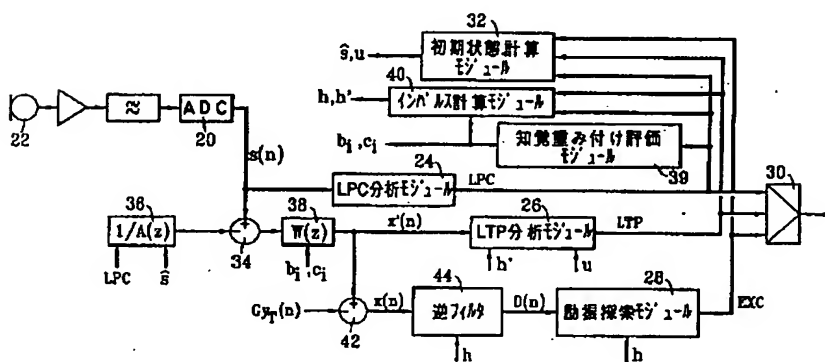 32
初期状態計算
モジュール
ŝ,u
40
h,h'
インパルス計算モジュール
ADC
22
20
s(n)
bi,ci
知覚重み付け評価
モジュール
39
24
LPC分析モジュール
LPC
30
36
1/A(z)
34
38
W(z)
x'(n)
26
LTP分析モジュール
LTP
LPC
ŝ
bi,ci
h'
u
GyT(n)
42
x(n)
44
逆フィルタ
D(n)
28
励振探索モジュール
EXC
h
h